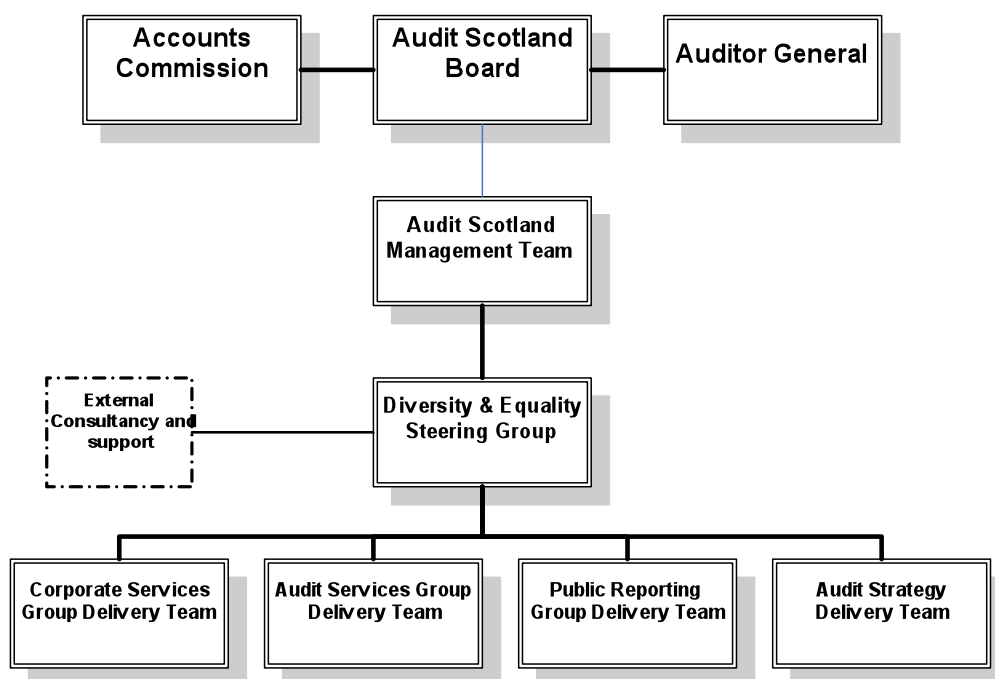 Accounts
Commission
Audit Scotland
Board
Auditor General
Audit Scotland
Management Team
External
Consultancy and
support
Diversity & Equality
Steering Group
Corporate Services
Group Delivery Team
Audit Services Group
Delivery Team
Public Reporting
Group Delivery Team
Audit Strategy
Delivery Team